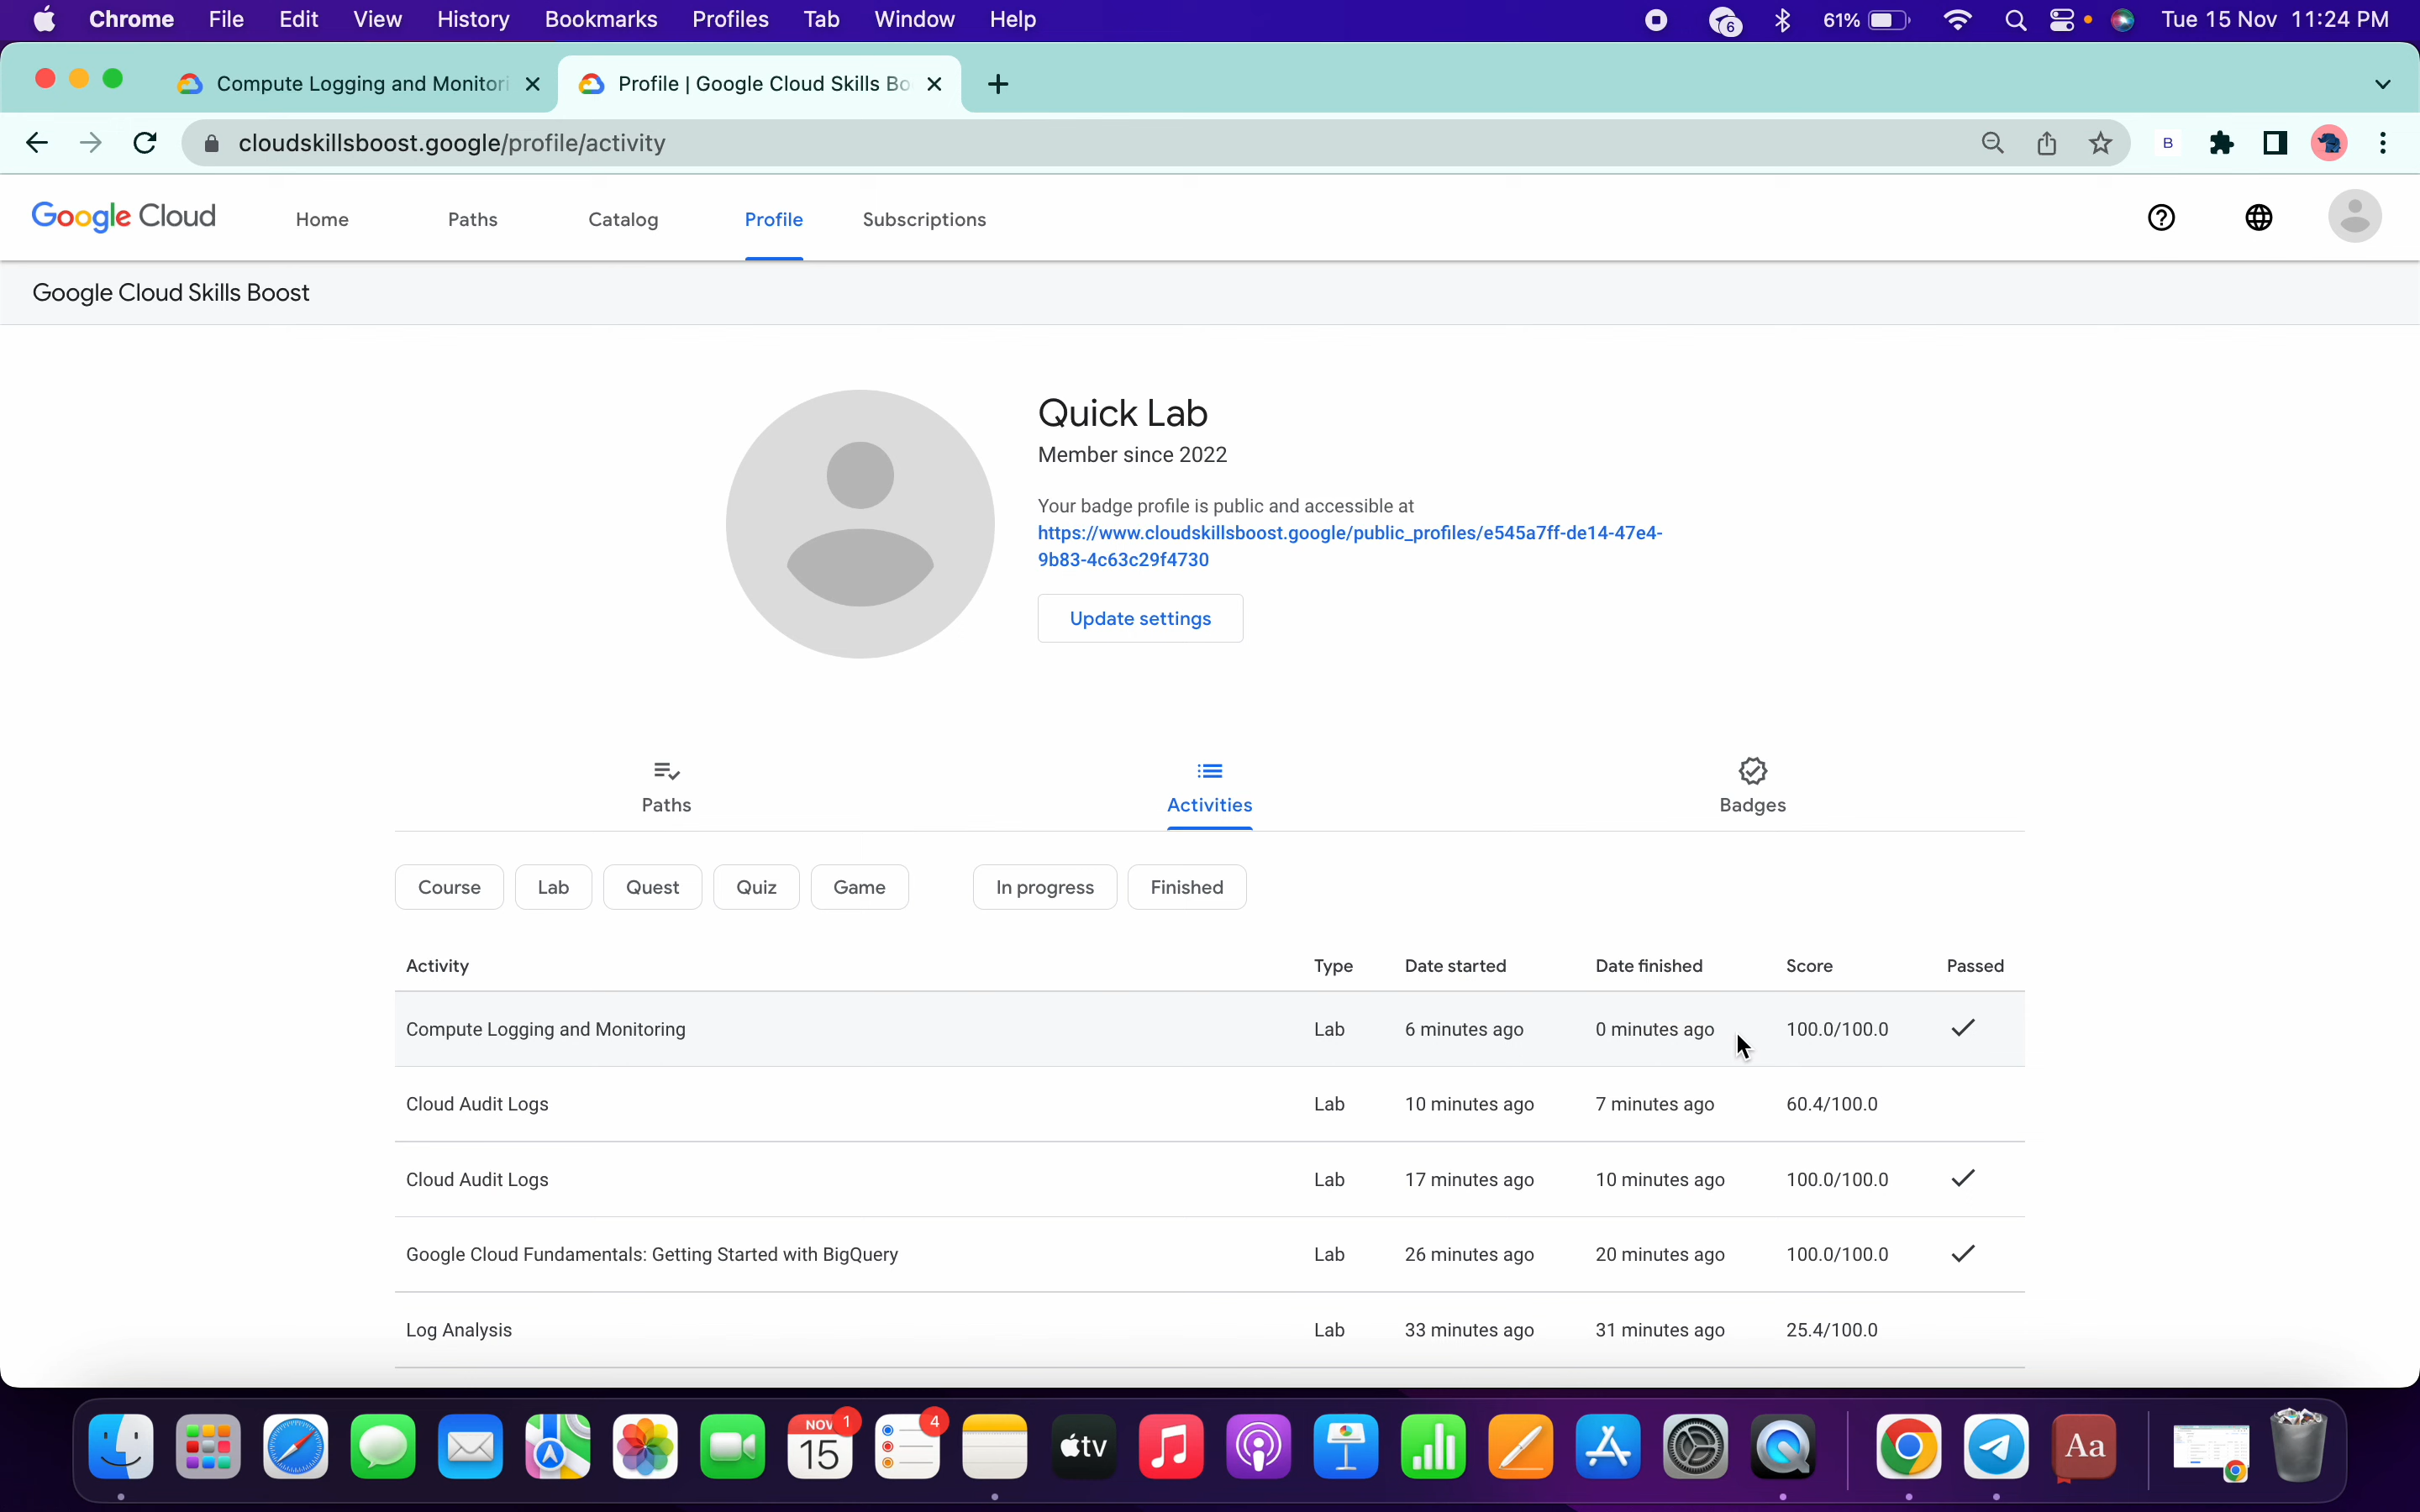 Chrome File Edit View History Bookmarks Profiles Tab Window Help 6 61% Tue 15 Nov 11:24 PM
Compute Logging and Monitori Profile | Google Cloud Skills Bo
cloudskillsboost.google/profile/activity B
Google Cloud Home Paths Catalog Profile Subscriptions
Google Cloud Skills Boost
Quick Lab
Member since 2022
Your badge profile is public and accessible at
https://www.cloudskillsboost.google/public_profiles/e545a7ff-de14-47e4-
9b83-4c63c29f4730
Update settings
Paths Activities Badges
Course Lab Quest Quiz Game In progress Finished
Activity Type Date started Date finished Score Passed
Compute Logging and Monitoring Lab 6 minutes ago 0 minutes ago 100.0/100.0
Cloud Audit Logs Lab 10 minutes ago 7 minutes ago 60.4/100.0
Cloud Audit Logs Lab 17 minutes ago 10 minutes ago 100.0/100.0
Google Cloud Fundamentals: Getting Started with BigQuery Lab 26 minutes ago 20 minutes ago 100.0/100.0
Log Analysis Lab 33 minutes ago 31 minutes ago 25.4/100.0
NOV 1 4
15 tv Aa